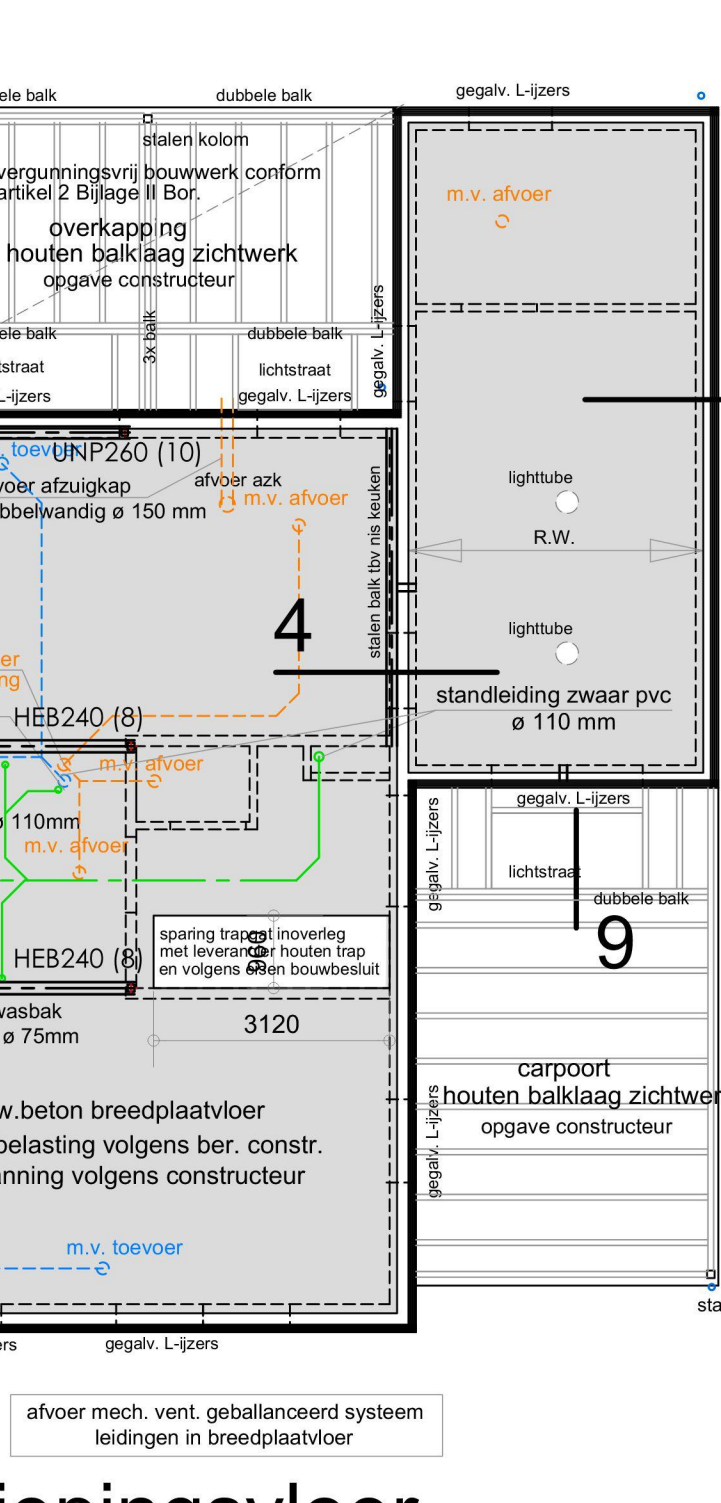 gegalv. L-ijzers
ele balk
dubbele balk
stalen kolom
vergunningsvrij bouwwerk conform
artikel 2 Bijlage II Bor.
overkapping
houten balklaag zichtwerk
opgave constructeur
m.v. afvoer
gegalv. L-ijzers
3x balk
ele balk
dubbele balk
tstraat
lichtstraat
L-ijzers
gegalv. L-ijzers
. toevoer
UNP260 (10)
voer afzuigkap
afvoer azk
bbelwandig ø 150 mm
m.v. afvoer
stalen balk tbv nis keuken
lighttube
R.W.
4
lighttube
er
ng
standleiding zwaar pvc
ø 110 mm
HEB240 (8)
m.v. afvoer
ø 110mm
m.v. afvoer
gegalv. L-ijzers
gegalv. L-ijzers
lichtstraat
dubbele balk
9
sparing trapgat inoverleg
met leverancier houten trap
en volgens eisen bouwbesluit
960
HEB240 (8)
3120
wasbak
ø 75mm
carpoort
houten balklaag zichtwer
opgave constructeur
gegalv. L-ijzers
w.beton breedplaatvloer
belasting volgens ber. constr.
anning volgens constructeur
m.v. toevoer
sta
ers
gegalv. L-ijzers
afvoer mech. vent. geballanceerd systeem
leidingen in breedplaatvloer